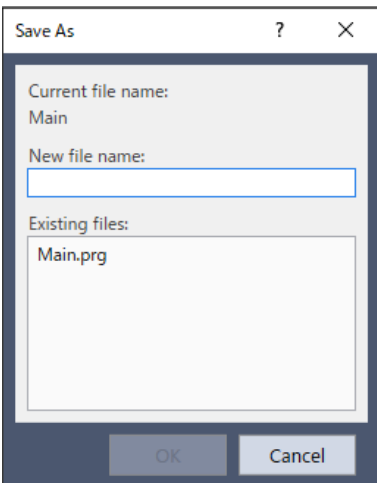 Save As ?
Current file name:
Main
New file name:
Existing files:
Main.prg
OK Cancel